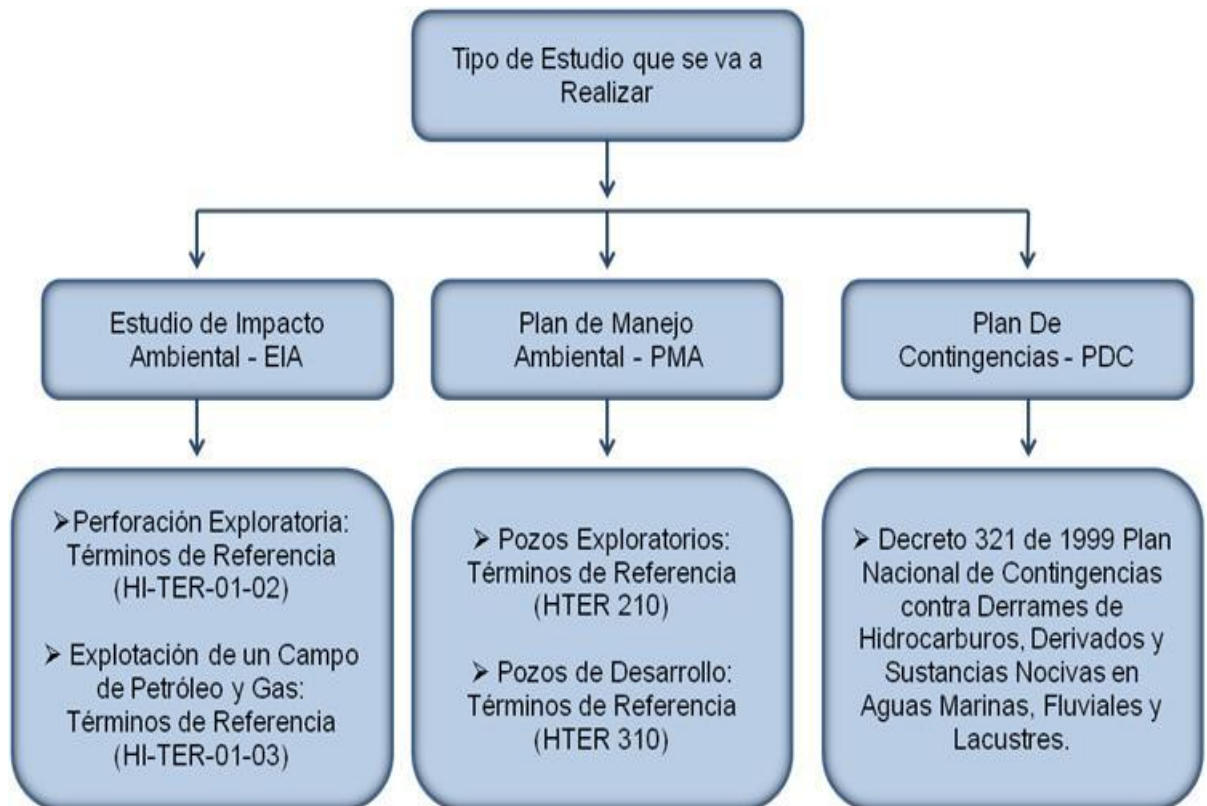 Tipo de Estudio que se va a
Realizar
Estudio de Impacto
Ambiental - EIA
Plan de Manejo
Ambiental - PMA
Plan De
Contingencias - PDC
➢Perforación Exploratoria:
Términos de Referencia
(HI-TER-01-02)
➢ Explotación de un Campo
de Petróleo y Gas:
Términos de Referencia
(HI-TER-01-03)
➢ Pozos Exploratorios:
Términos de Referencia
(HTER 210)
➢ Pozos de Desarrollo:
Términos de Referencia
(HTER 310)
➢ Decreto 321 de 1999 Plan
Nacional de Contingencias
contra Derrames de
Hidrocarburos, Derivados y
Sustancias Nocivas en
Aguas Marinas, Fluviales y
Lacustres.